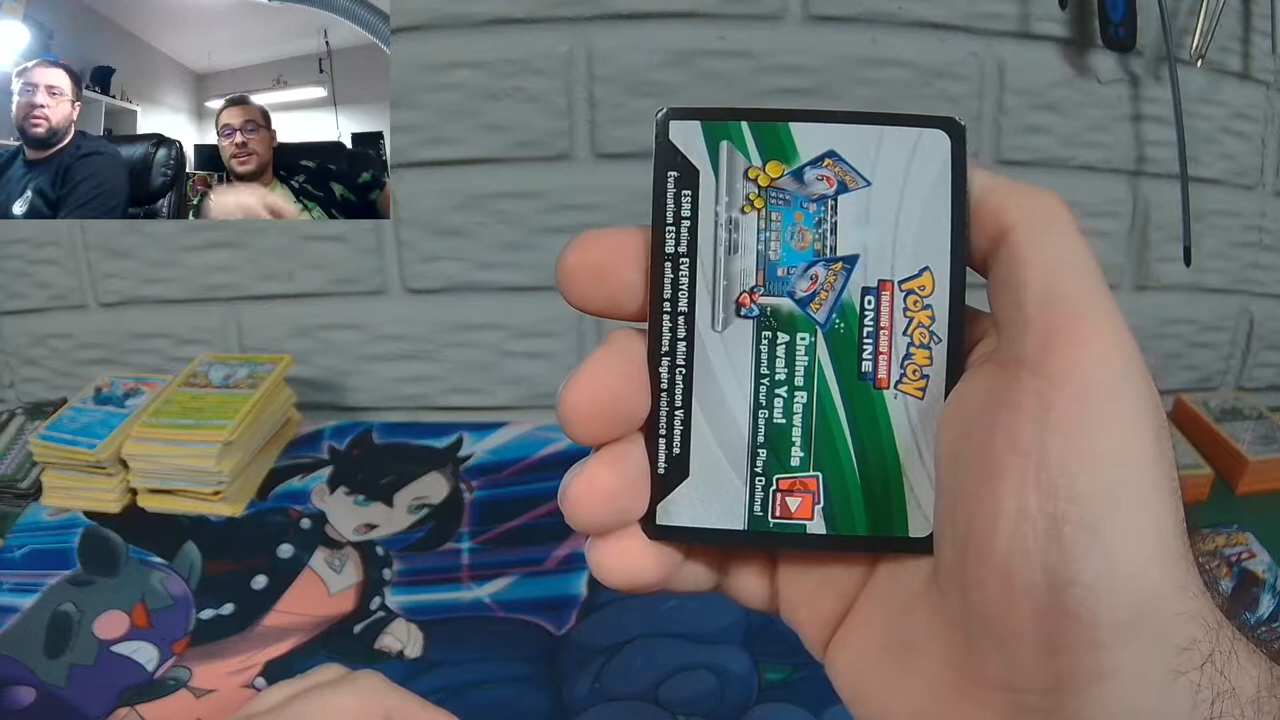 POKéMON
TRADING CARD GAME
ONLINE
Online Rewards
Await You!
Expand Your Game. Play Online!
ESRB Rating: EVERYONE with Mild Cartoon Violence.
Évaluation ESRB : enfants et adultes, légère violence animée